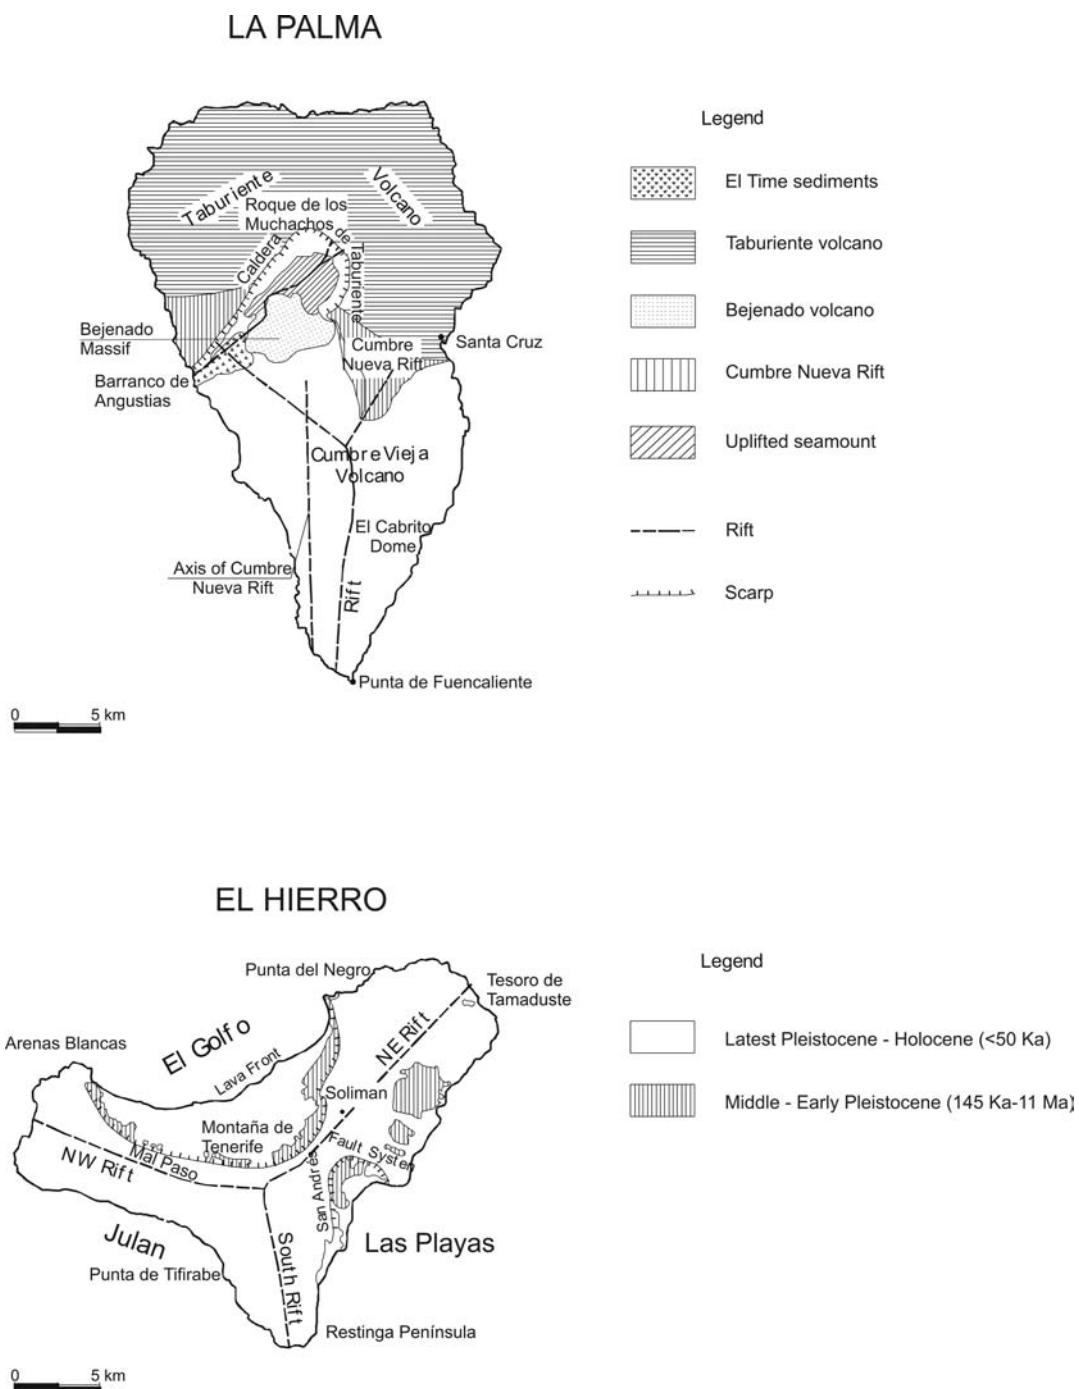 LA PALMA
Legend
El Time sediments
Taburiente volcano
Bejenado volcano
Cumbre Nueva Rift
Uplifted seamount
Rift
Scarp
Taburiente
Volcano
Roque de los
Muchachos
Caldera
de Taburiente
Bejenado
Massif
Cumbre
Nueva Rift
Santa Cruz
Barranco de
Angustias
Cumbre Vieja
Volcano
El Cabrito
Dome
Axis of Cumbre
Nueva Rift
Rift
Punta de Fuencaliente
0 5 km
EL HIERRO
Legend
Latest Pleistocene - Holocene (<50 Ka)
Middle - Early Pleistocene (145 Ka-11 Ma)
Punta del Negro
Tesoro de
Tamaduste
El Golfo
NE Rift
Arenas Blancas
Lava Front
Soliman
Montaña de
Tenerife
Fault System
Mal Paso
NW Rift
San Andrés
Julan
Las Playas
Punta de Tifirabe
South Rift
Restinga Península
0 5 km